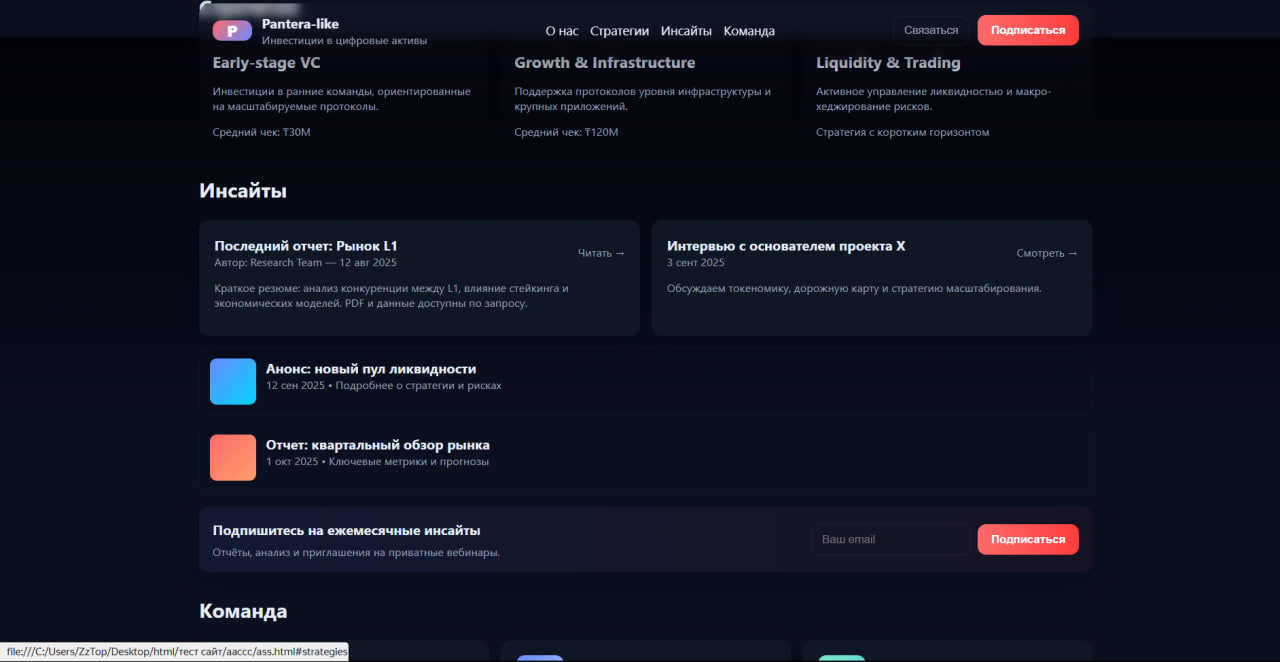 P
Pantera-like
Инвестиции в цифровые активы
О нас Стратегии Инсайты Команда
Связаться
Подписаться
Early-stage VC
Инвестиции в ранние команды, ориентированные
на масштабируемые протоколы.
Средний чек: ₸30M
Growth & Infrastructure
Поддержка протоколов уровня инфраструктуры и
крупных приложений.
Средний чек: ₸120M
Liquidity & Trading
Активное управление ликвидностью и макро-
хеджирование рисков.
Стратегия с коротким горизонтом
Инсайты
Последний отчет: Рынок L1
Автор: Research Team — 12 авг 2025
Читать →
Краткое резюме: анализ конкуренции между L1, влияние стейкинга и
экономических моделей. PDF и данные доступны по запросу.
Интервью с основателем проекта X
3 сент 2025
Смотреть →
Обсуждаем токеномику, дорожную карту и стратегию масштабирования.
Анонс: новый пул ликвидности
12 сен 2025 • Подробнее о стратегии и рисках
Отчет: квартальный обзор рынка
1 окт 2025 • Ключевые метрики и прогнозы
Подпишитесь на ежемесячные инсайты
Отчёты, анализ и приглашения на приватные вебинары.
Ваш email
Подписаться
Команда
file:///C:/Users/ZzTop/Desktop/html/тест сайт/aaccc/ass.html#strategies